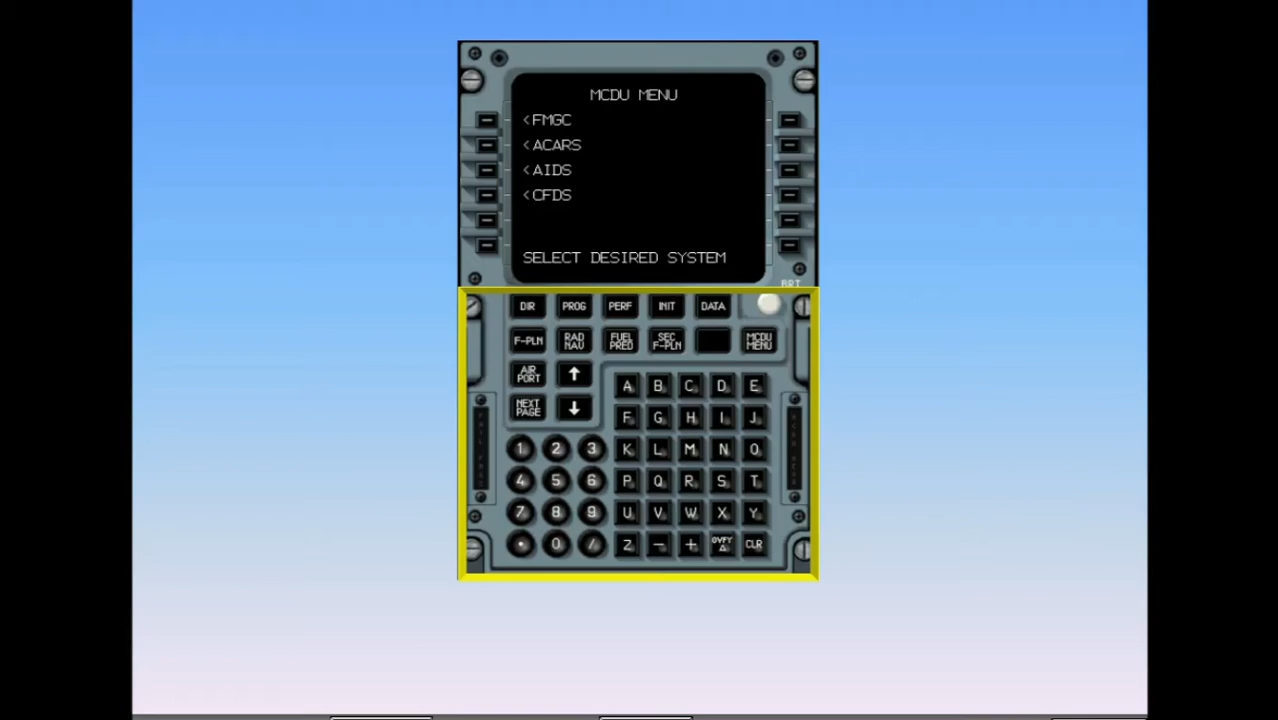 MCDU MENU
<FMGC
<ACARS
<AIDS
<CFDS
SELECT DESIRED SYSTEM
BRT
DIR PROG PERF INIT DATA
F-PLN RAD NAV FUEL PRED SEC F-PLN MCDU MENU
AIR PORT ↑
NEXT PAGE ↓
A B C D E
F G H I J
1 2 3 K L M N O
4 5 6 P Q R S T
7 8 9 U V W X Y
. 0 / Z - + OVFY Δ CLR